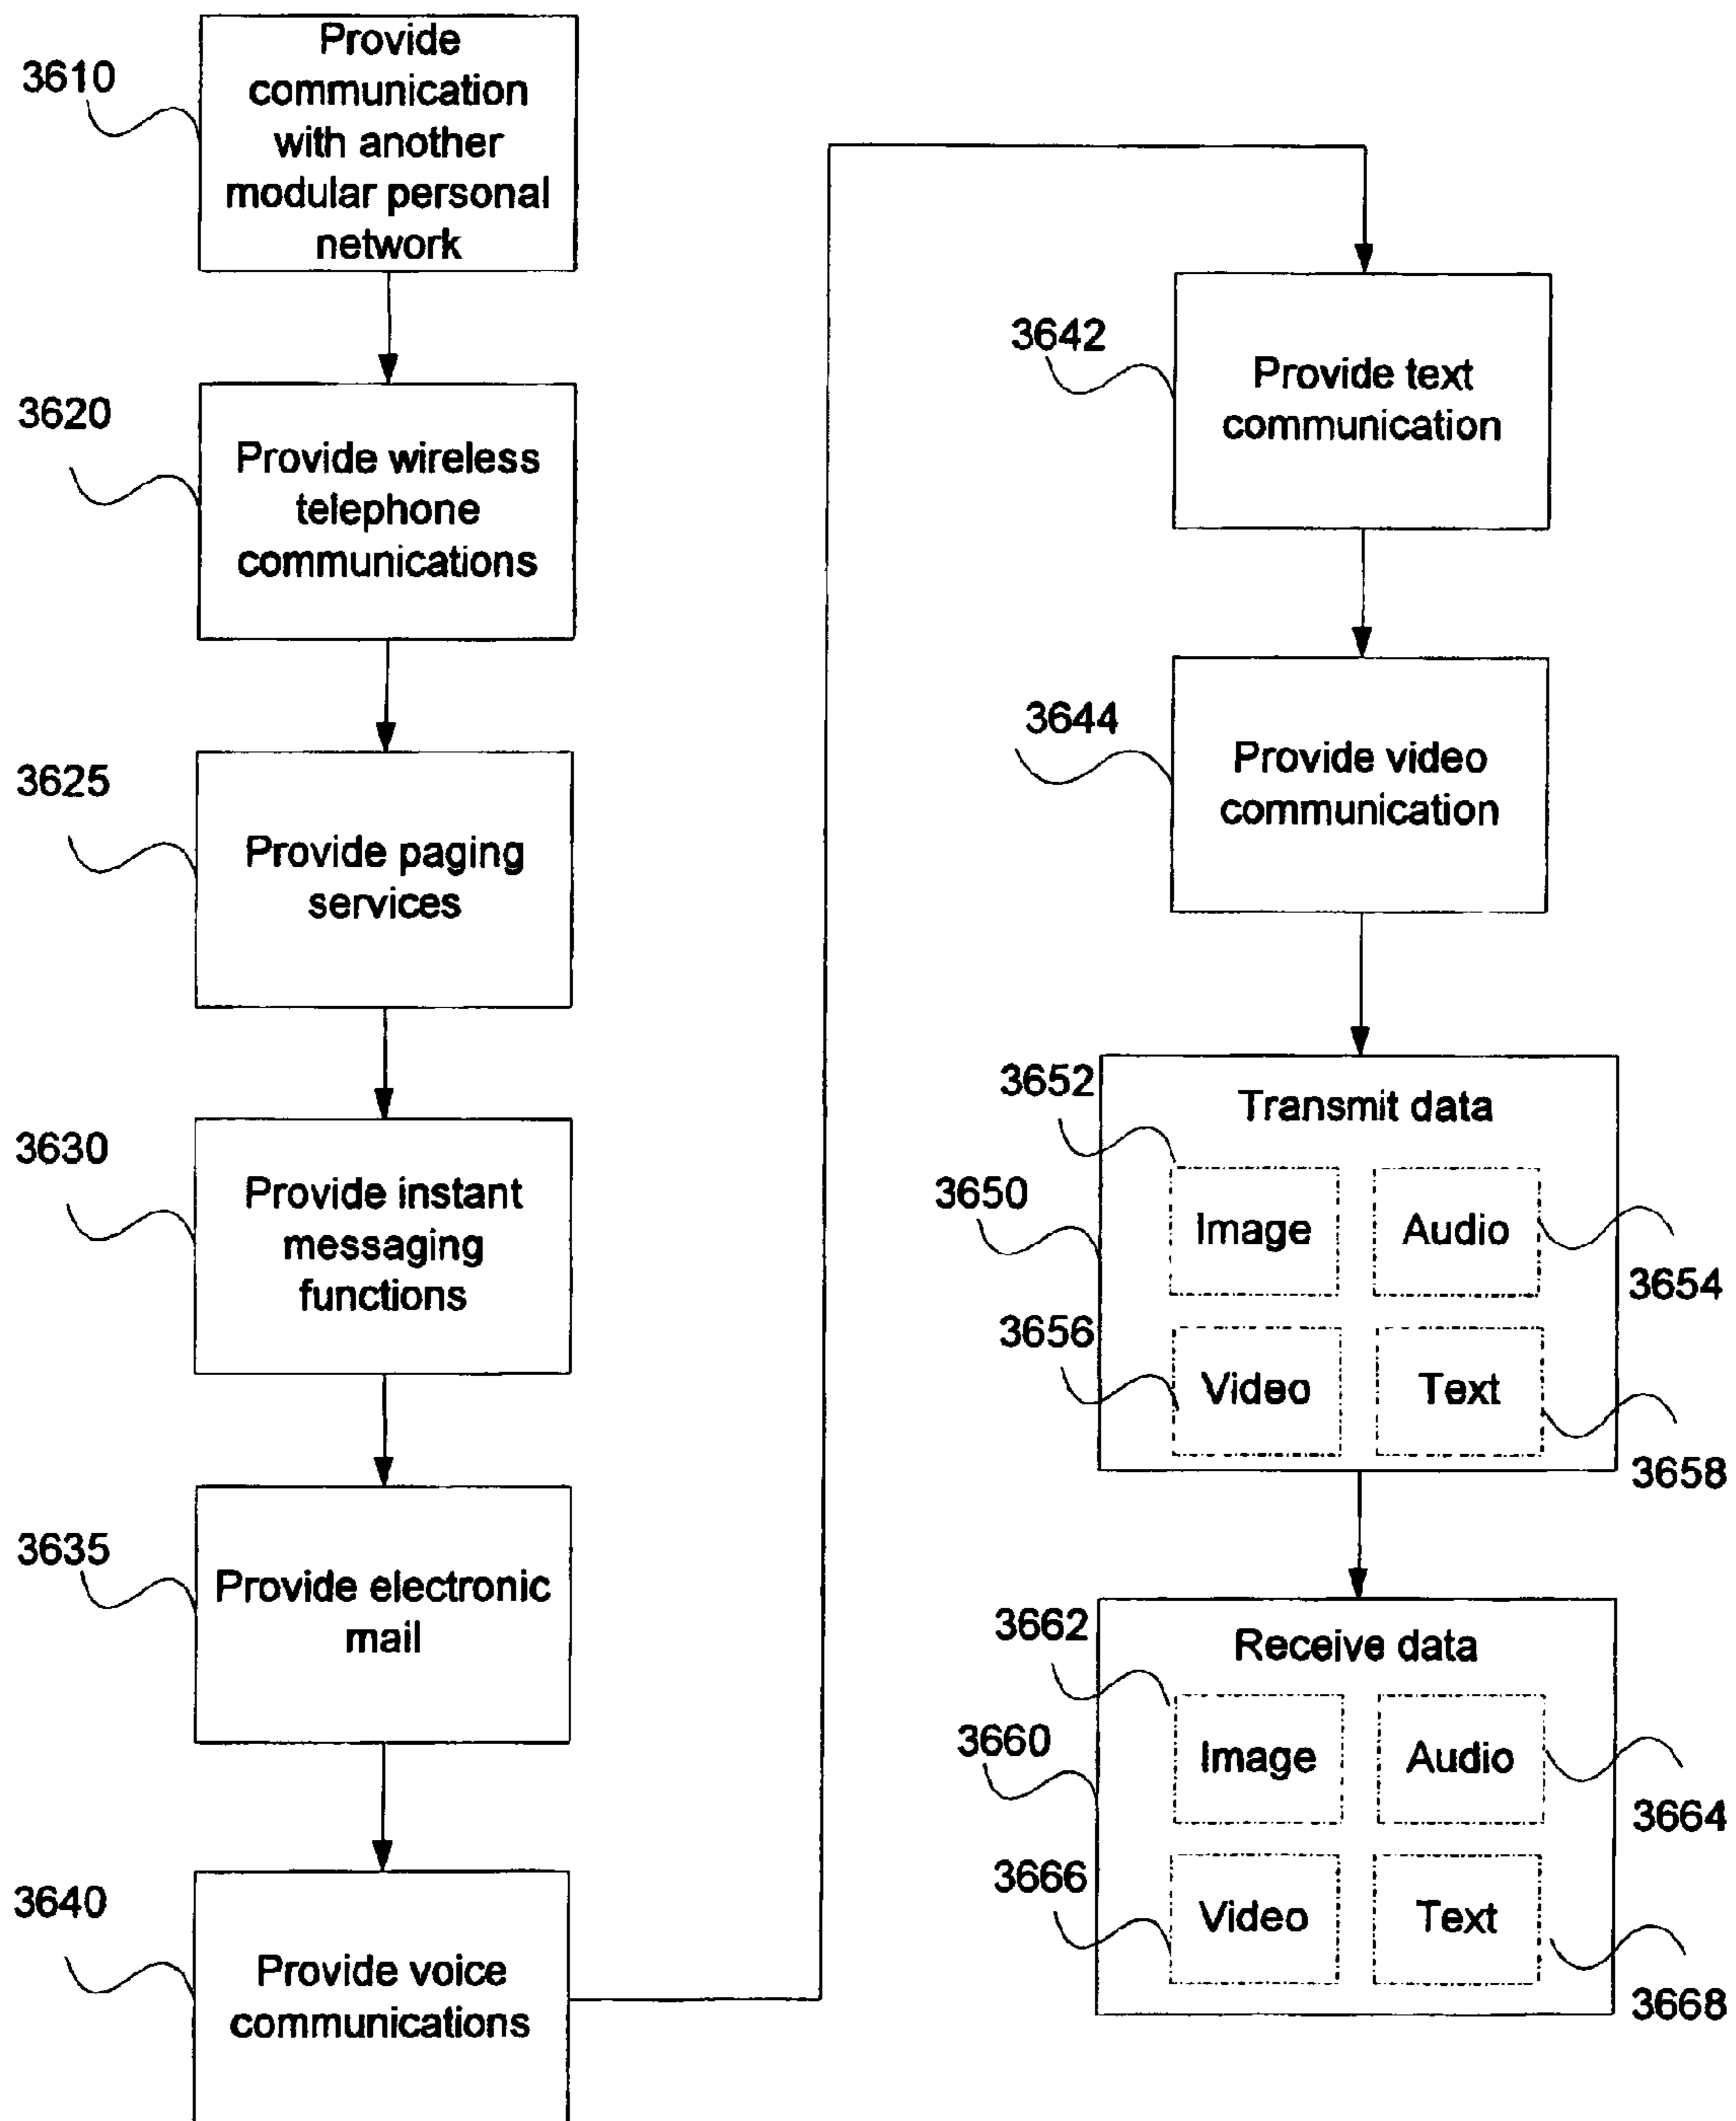 3610
Provide
communication
with another
modular personal
network
3620
Provide wireless
telephone
communications
3625
Provide paging
services
3630
Provide instant
messaging
functions
3635
Provide electronic
mail
3640
Provide voice
communications
3642
Provide text
communication
3644
Provide video
communication
3652
Transmit data
3650
Image
Audio
3654
3656
Video
Text
3658
3662
Receive data
3660
Image
Audio
3664
3666
Video
Text
3668